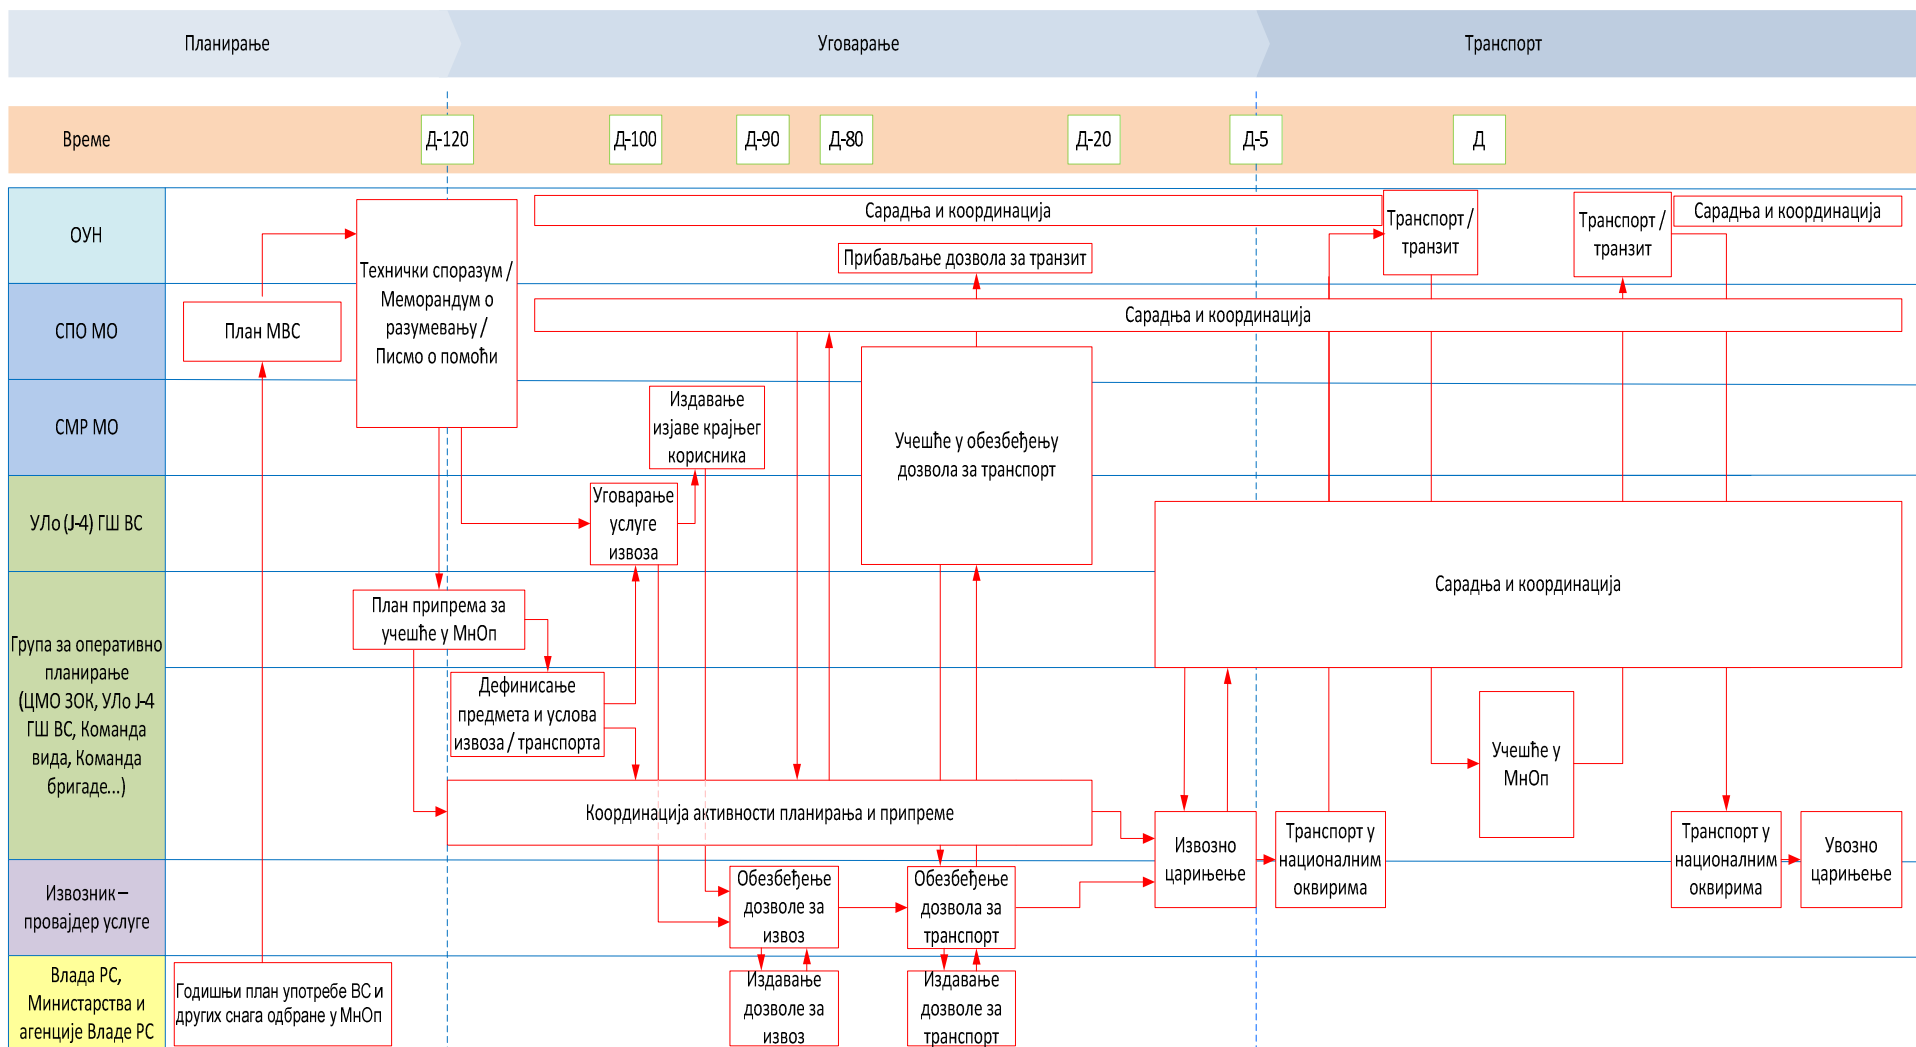 Планирање
Уговарање
Транспорт
Време
Д-120
Д-100
Д-90
Д-80
Д-20
Д-5
Д
ОУН
Технички споразум /
Меморандум о
разумевању /
Писмо о помоћи
Сарадња и координација
Транспорт /
транзит
Транспорт /
транзит
Сарадња и координација
Прибављање дозвола за транзит
СПО МО
План МВС
Сарадња и координација
СМР МО
Издавање
изјаве крајњег
корисника
Учешће у обезбеђењу
дозвола за транспорт
УЛо (Ј-4) ГШ ВС
Уговарање
услуге
извоза
Сарадња и координација
Група за оперативно
планирање
(ЦМО ЗОК, УЛо Ј-4
ГШ ВС, Команда
вида, Команда
бригаде...)
План припрема за
учешће у МнОп
Дефинисање
предмета и услова
извоза / транспорта
Учешће у
МнОп
Координација активности планирања и припреме
Извозно
царињење
Транспорт у
националним
оквирима
Транспорт у
националним
оквирима
Увозно
царињење
Извозник –
провајдер услуге
Обезбеђење
дозволе за
извоз
Обезбеђење
дозвола за
транспорт
Влада РС,
Министарства и
агенције Владе РС
Годишњи план употребе ВС и
других снага одбране у МнОп
Издавање
дозволе за
извоз
Издавање
дозволе за
транспорт